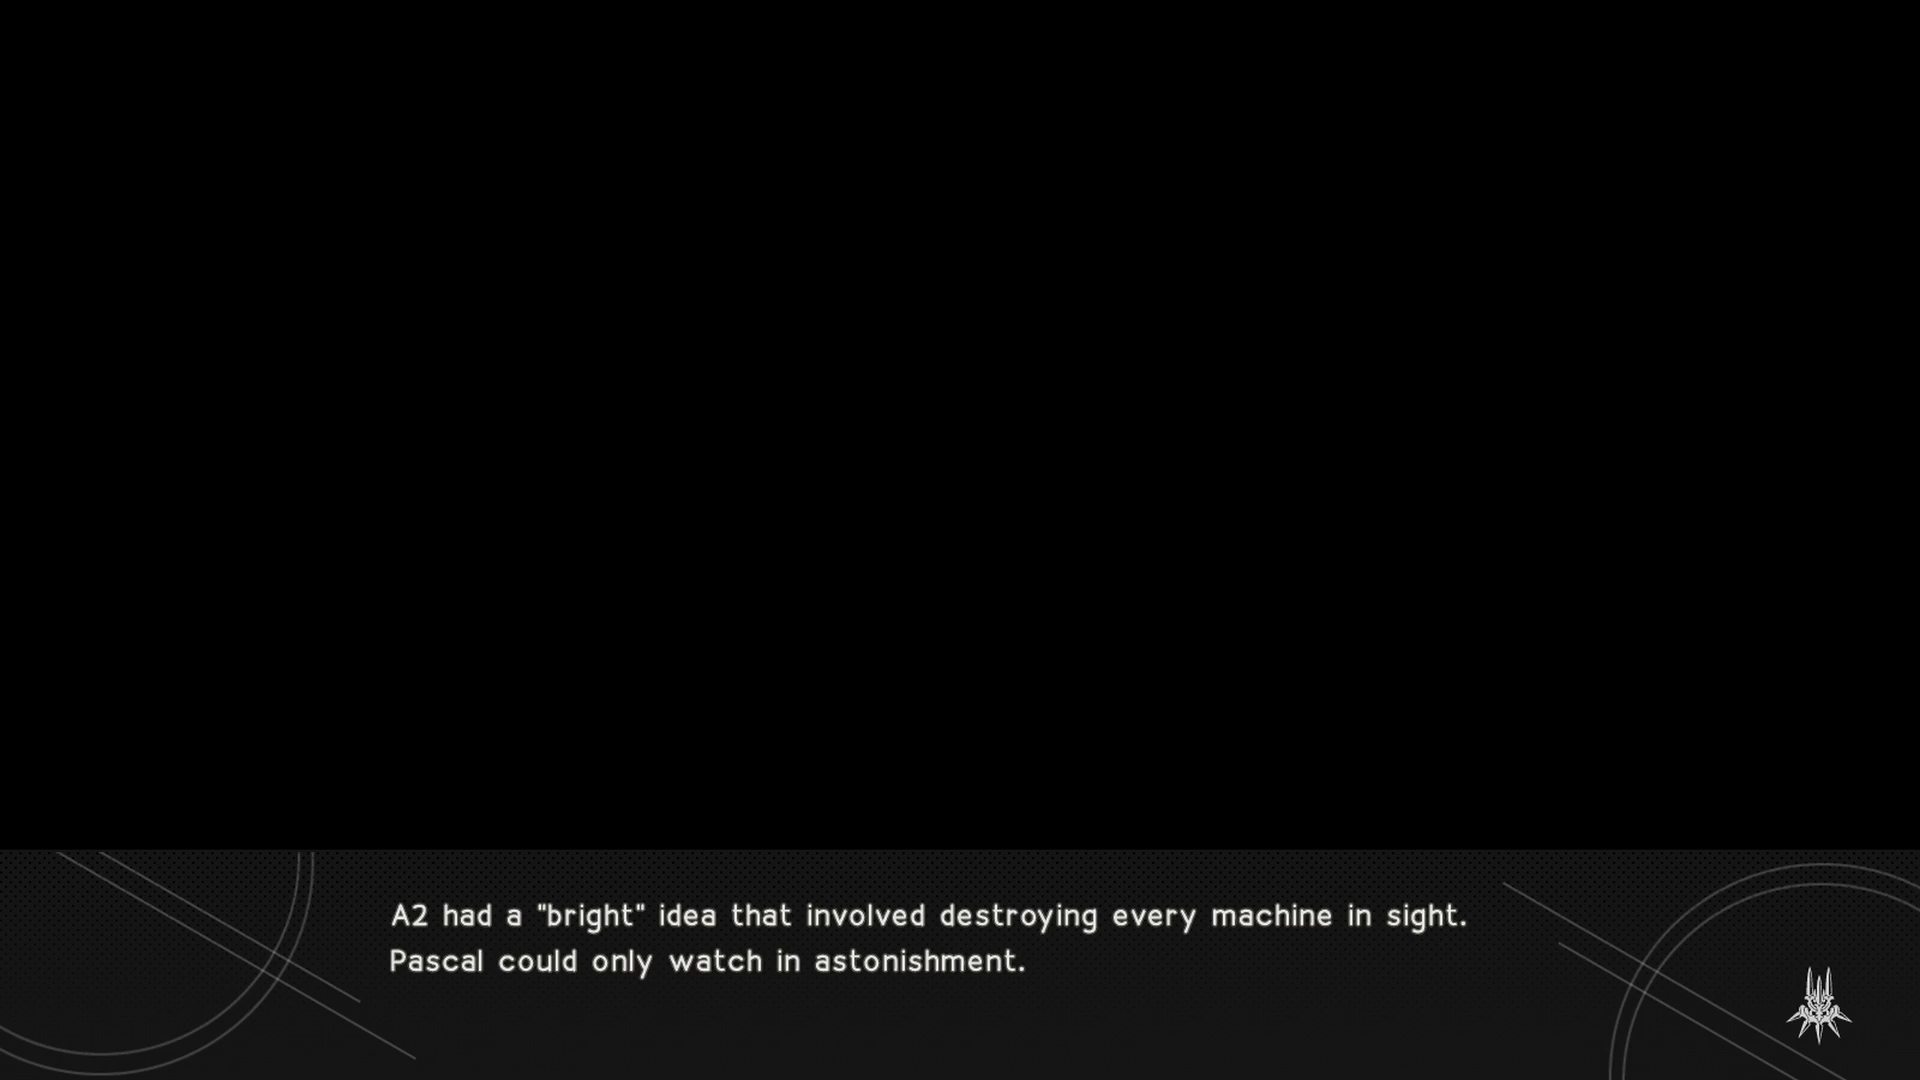 A2 had a "bright" idea that involved destroying every machine in sight.
Pascal could only watch in astonishment.